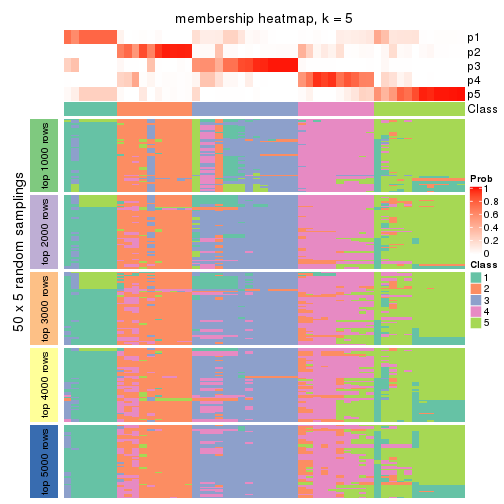 membership heatmap, k = 5
p1
p2
p3
p4
p5
Class
50 x 5 random samplings
top 1000 rows
top 2000 rows
top 3000 rows
top 4000 rows
top 5000 rows
Prob
1
0.8
0.6
0.4
0.2
0
Class
1
2
3
4
5